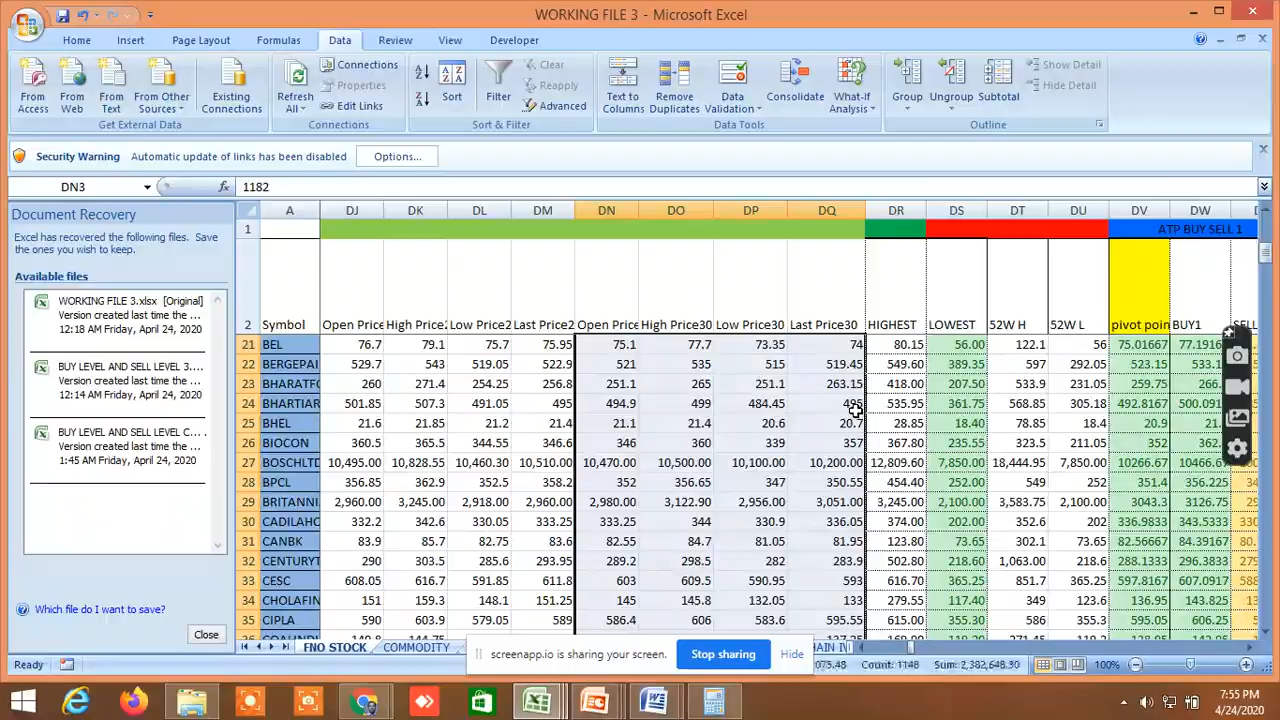 WORKING FILE 3 - Microsoft Excel
Home Insert Page Layout Formulas Data Review View Developer
From Access From Web From Text From Other Sources Existing Connections Refresh All Connections Properties Edit Links Sort Filter Clear Reapply Advanced Text to Columns Remove Duplicates Data Validation Consolidate What-If Analysis Group Ungroup Subtotal Show Detail Hide Detail
Get External Data Connections Sort & Filter Data Tools Outline
Security Warning Automatic update of links has been disabled Options...
DN3 fx 1182
Document Recovery
Excel has recovered the following files. Save the ones you wish to keep.
Available files
WORKING FILE 3.xlsx [Original]
Version created last time the ...
12:18 AM Friday, April 24, 2020
BUY LEVEL AND SELL LEVEL 3....
Version created last time the ...
12:14 AM Friday, April 24, 2020
BUY LEVEL AND SELL LEVEL C...
Version created last time the ...
1:45 AM Friday, April 24, 2020
Which file do I want to save?
Close
A DJ DK DL DM DN DO DP DQ DR DS DT DU DV DW
1 ATP BUY SELL 1
2 Symbol Open Price High Price2 Low Price2 Last Price2 Open Price High Price30 Low Price30 Last Price30 HIGHEST LOWEST 52W H 52W L pivot poin BUY1 SELL
21 BEL 76.7 79.1 75.7 75.95 75.1 77.7 73.35 74 80.15 56.00 122.1 56 75.01667 77.1916
22 BERGEPAI 529.7 543 519.05 522.9 521 535 515 519.45 549.60 389.35 597 292.05 523.15 533.1
23 BHARATFO 260 271.4 254.25 256.8 251.1 265 251.1 263.15 418.00 207.50 533.9 231.05 259.75 266.
24 BHARTIAR 501.85 507.4 491.05 495 494.9 499 484.45 495 535.95 361.75 568.85 305.18 492.8167 500.091
25 BHEL 21.6 21.85 21.2 21.4 21.1 21.4 20.6 20.7 28.85 18.40 78.85 18.4 20.9 21.
26 BIOCON 360.5 360.5 344.55 346.6 346 360 339 357 367.80 235.55 323.5 211.05 352 362.
27 BOSCHLTD 10,495.00 10,828.55 10,460.30 10,510.00 10,470.00 10,500.00 10,100.00 10,200.00 12,809.60 7,850.00 18,444.95 7,850.00 10266.67 10466.6
28 BPCL 356.85 362.9 352.5 358.2 352 356.65 347 350.55 454.40 252.00 549 252 351.4 356.225 34
29 BRITANNI 2,960.00 3,245.00 2,918.00 2,960.00 2,980.00 3,122.90 2,956.00 3,051.00 3,245.00 2,100.00 3,583.75 2,100.00 3043.3 3126.75 29
30 CADILAHC 332.2 342.6 330.05 333.25 333.25 344 330.9 336.05 374.00 202.00 352.6 202 336.9833 343.5333 330
31 CANBK 83.9 85.7 82.75 83.6 82.55 84.7 81.05 81.95 123.80 73.65 302.1 73.65 82.56667 84.39167 80.
32 CENTURYT 290 303.5 285.6 293.95 289.2 298.5 282 283.9 502.80 218.60 1,063.00 218.6 288.1333 296.3833 27
33 CESC 608.05 616.7 591.85 611.8 603 609.5 590.95 593 616.70 365.25 851.7 365.25 597.8167 607.0917 588
34 CHOLAFIN 151 159.3 148.1 151.25 145 145.8 132.05 133 279.55 117.40 349 123.6 136.95 143.825
35 CIPLA 590 603.9 579.05 589 586.4 606 583.6 595.55 615.00 355.30 586 355.3 595.05 606.25
FNO STOCK COMMODITY
screenapp.io is sharing your screen. Stop sharing Hide
Ready Count: 1148 Sum: 2,382,648.30 100%
7:55 PM
4/24/2020